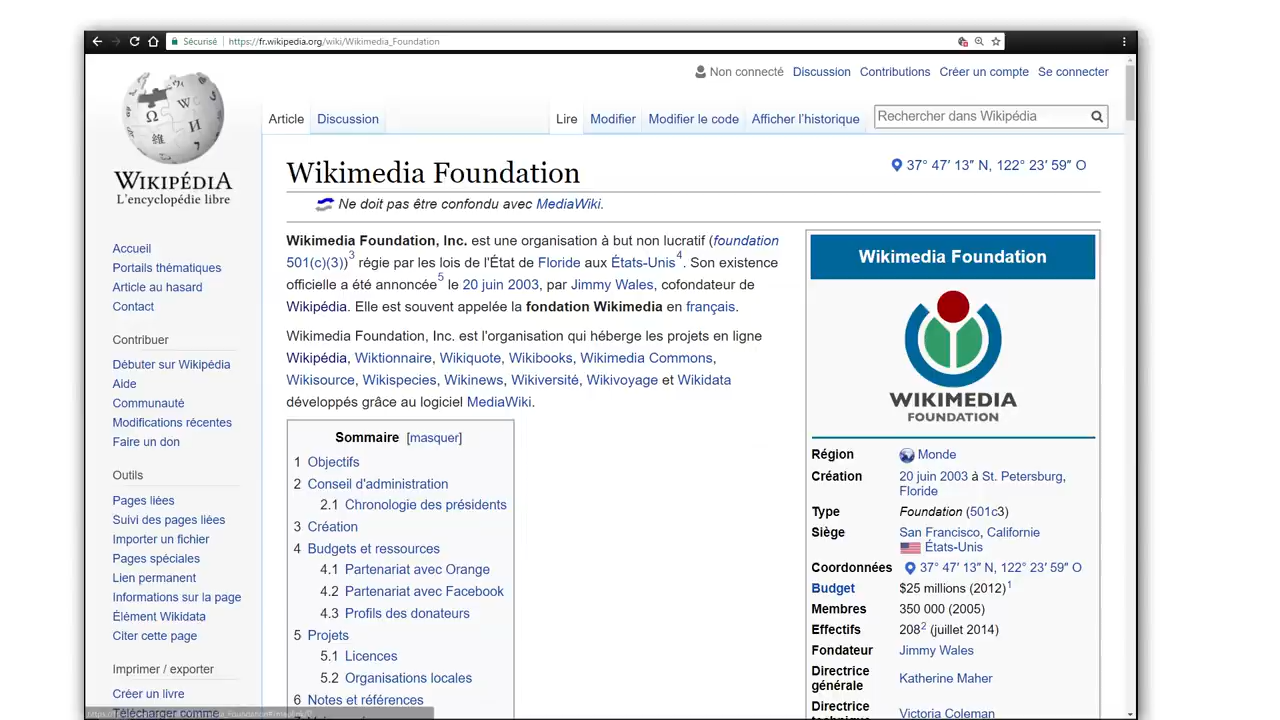 Sécurisé https://fr.wikipedia.org/wiki/Wikimedia_Foundation
Non connecté Discussion Contributions Créer un compte Se connecter
WIKIPÉDIA
L'encyclopédie libre
Article Discussion Lire Modifier Modifier le code Afficher l'historique Rechercher dans Wikipédia
Accueil
Portails thématiques
Article au hasard
Contact
Contribuer
Débuter sur Wikipédia
Aide
Communauté
Modifications récentes
Faire un don
Outils
Pages liées
Suivi des pages liées
Importer un fichier
Pages spéciales
Lien permanent
Informations sur la page
Élément Wikidata
Citer cette page
Imprimer / exporter
Créer un livre
Télécharger comme
Wikimedia Foundation
37° 47′ 13″ N, 122° 23′ 59″ O
Ne doit pas être confondu avec MediaWiki.
Wikimedia Foundation, Inc. est une organisation à but non lucratif (foundation
501(c)(3))3 régie par les lois de l'État de Floride aux États-Unis4. Son existence
officielle a été annoncée5 le 20 juin 2003, par Jimmy Wales, cofondateur de
Wikipédia. Elle est souvent appelée la fondation Wikimedia en français.
Wikimedia Foundation, Inc. est l'organisation qui héberge les projets en ligne
Wikipédia, Wiktionnaire, Wikiquote, Wikibooks, Wikimedia Commons,
Wikisource, Wikispecies, Wikinews, Wikiversité, Wikivoyage et Wikidata
développés grâce au logiciel MediaWiki.
Sommaire [masquer]
1 Objectifs
2 Conseil d'administration
2.1 Chronologie des présidents
3 Création
4 Budgets et ressources
4.1 Partenariat avec Orange
4.2 Partenariat avec Facebook
4.3 Profils des donateurs
5 Projets
5.1 Licences
5.2 Organisations locales
6 Notes et références
Wikimedia Foundation
WIKIMEDIA
FOUNDATION
Région Monde
Création 20 juin 2003 à St. Petersburg,
Floride
Type Foundation (501c3)
Siège San Francisco, Californie
États-Unis
Coordonnées 37° 47′ 13″ N, 122° 23′ 59″ O
Budget $25 millions (2012)1
Membres 350 000 (2005)
Effectifs 2082 (juillet 2014)
Fondateur Jimmy Wales
Directrice
générale Katherine Maher
Directrice
Victoria Coleman